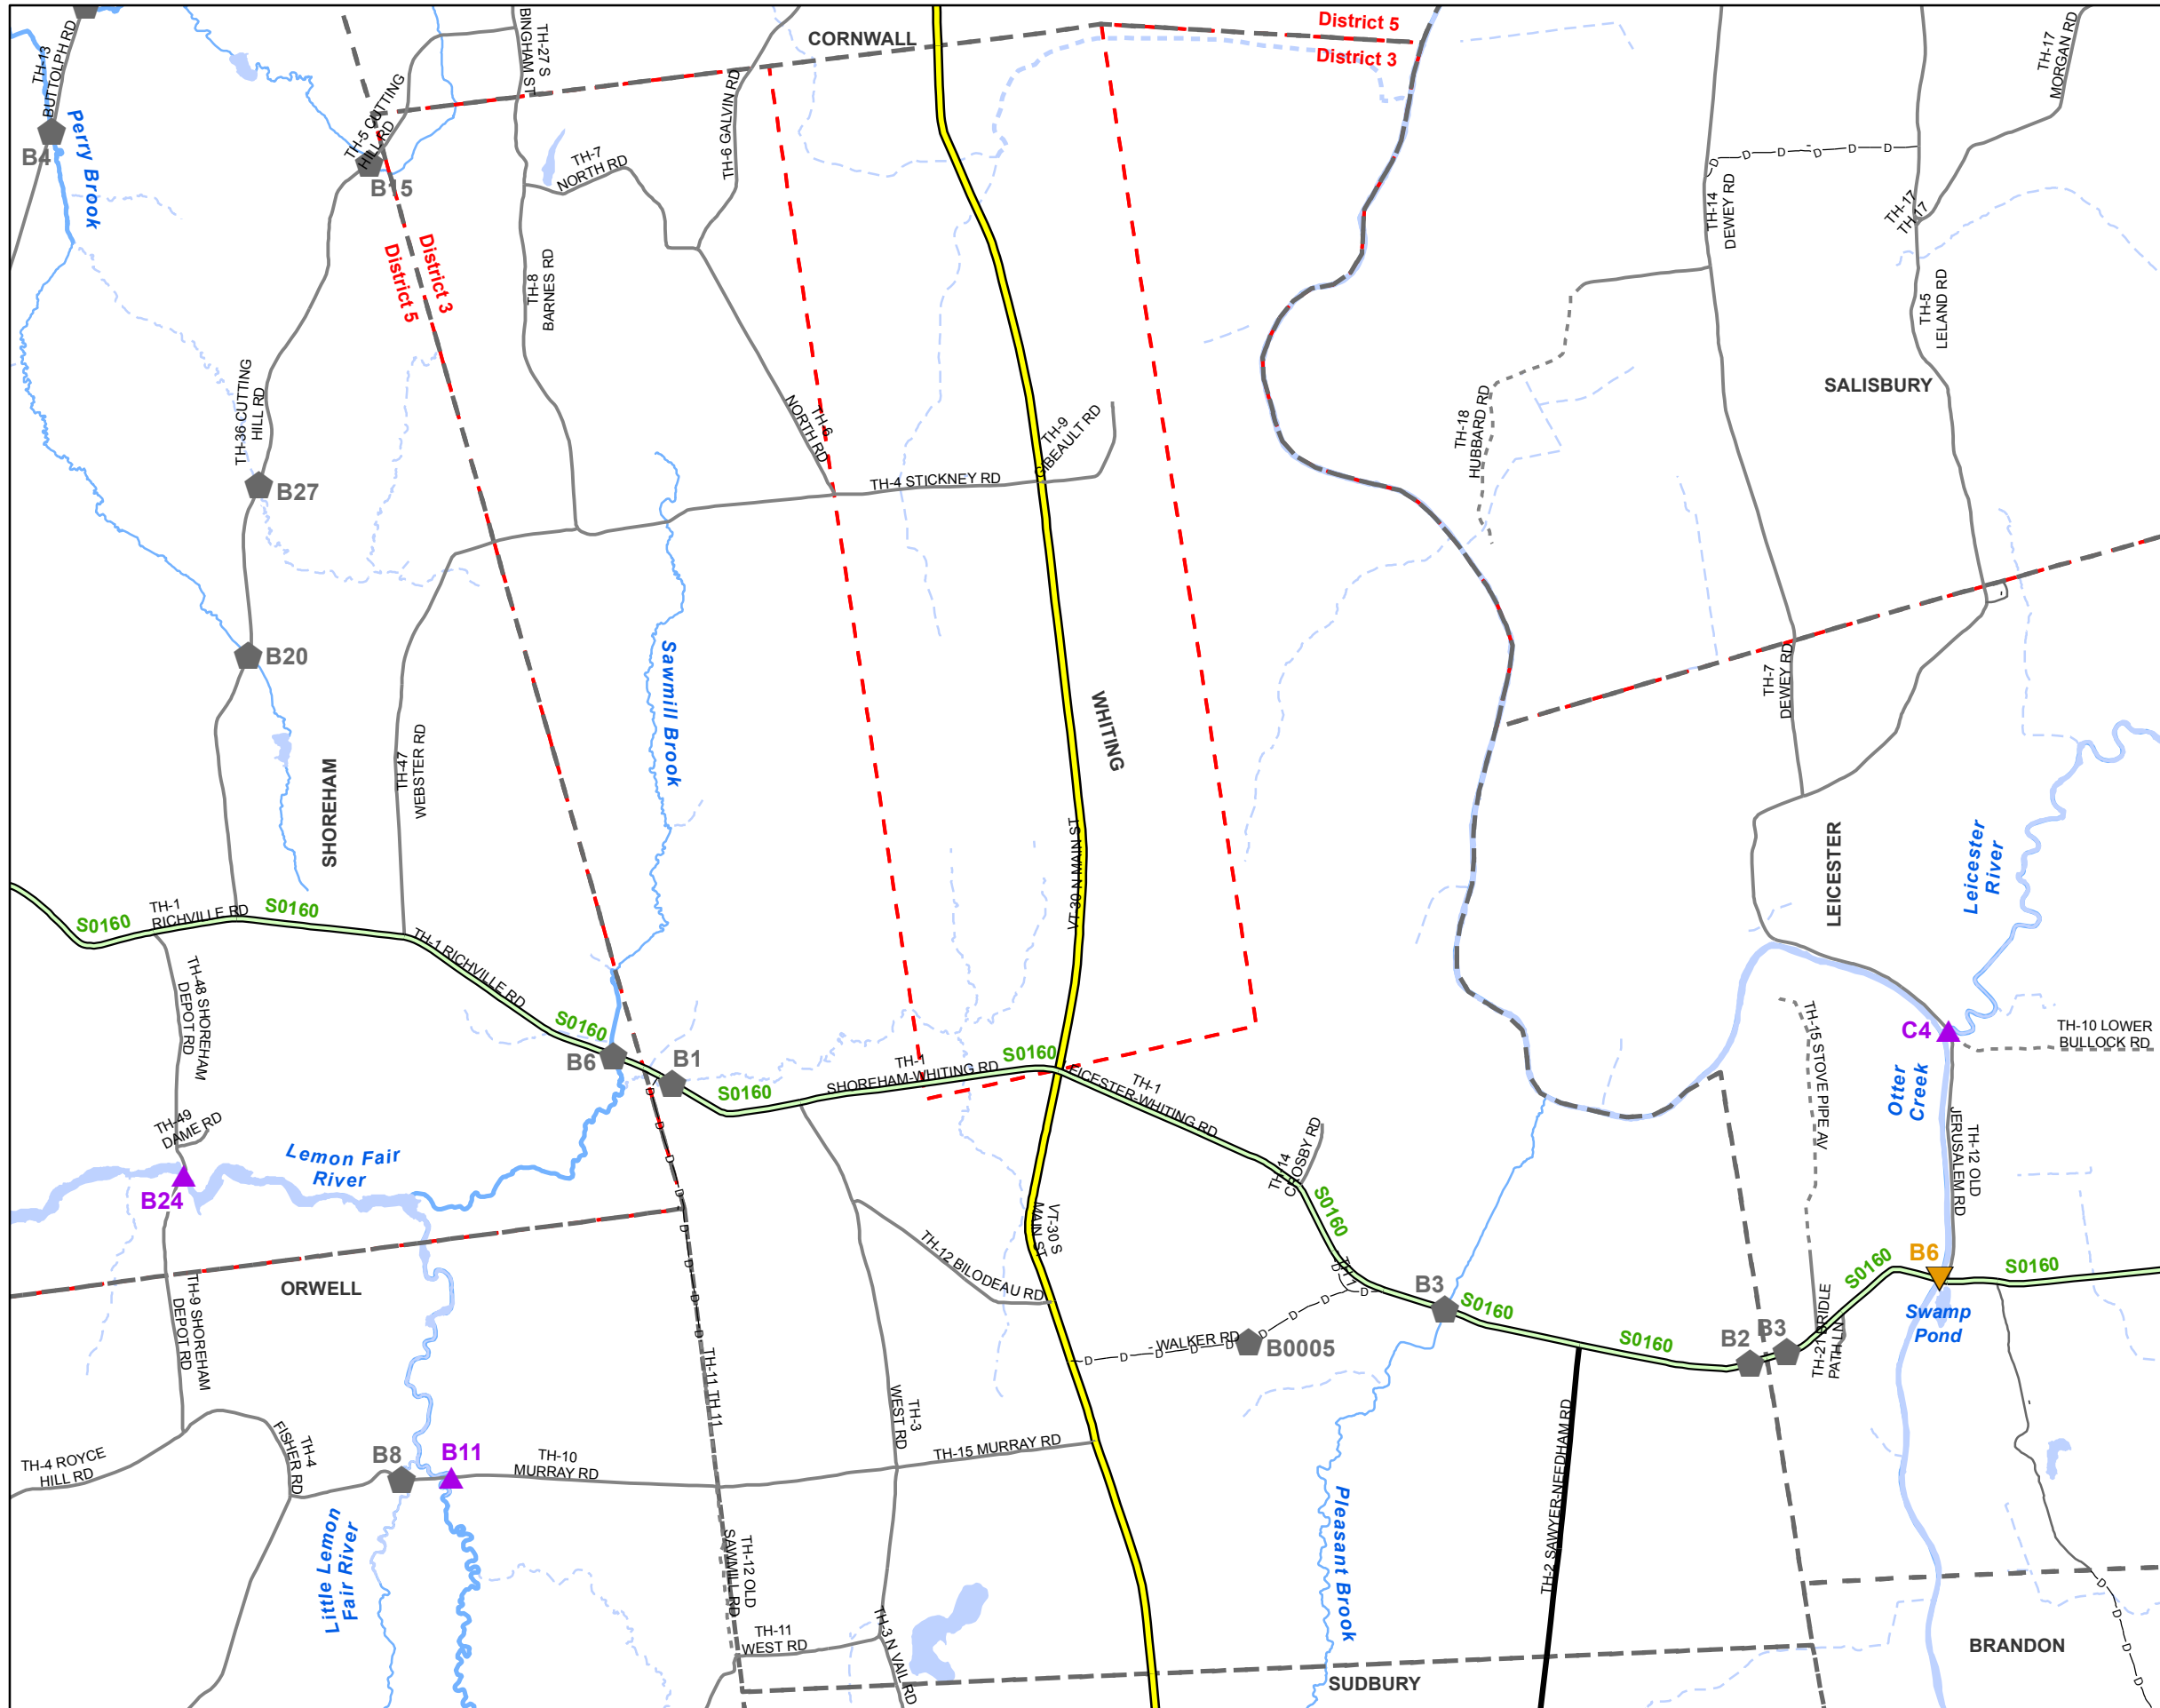 District 5
District 3
CORNWALL
TH-13
BUTTOLPH RD
BINGHAM ST
TH-27 S
TH-17
MORGAN RD
TH-5 CUTTING
HILL RD
B4
Perry Brook
B15
TH-7
NORTH RD
TH-6 GALVIN RD
TH-14
DEWEY RD
TH-17
TH-17
District 3
District 5
TH-8
BARNES RD
TH-5
LELAND RD
SALISBURY
TH-36 CUTTING
HILL RD
TH-6
NORTH RD
TH-9
GIBEAULT RD
TH-18
HUBBARD RD
B27
TH-4 STICKNEY RD
B20
Sawmill Brook
WHITING
TH-7
DEWEY RD
SHOREHAM
TH-47
WEBSTER RD
VT-30 N MAIN ST
LEICESTER
Leicester
River
S0160
TH-1
RICHVILLE RD
S0160
TH-1 RICHVILLE RD
TH-48 SHOREHAM
DEPOT RD
S0160
B6
B1
S0160
TH-1
SHOREHAM-WHITING RD
S0160
TH-1
LEICESTER-WHITING RD
C4
TH-10 LOWER
BULLOCK RD
TH-15 STOVE PIPE AV
Otter
Creek
TH-12 OLD
JERUSALEM RD
TH-49
DAME RD
Lemon Fair
River
B24
TH-14
CROSBY RD
S0160
TH-1
VT-30 S
MAIN ST
TH-12 BILODEAU RD
ORWELL
TH-9 SHOREHAM
DEPOT RD
WALKER RD
B0005
B3
S0160
S0160
B2
B3
TH-21 BRIDLE
PATH LN
S0160
B6
S0160
Swamp
Pond
TH-11 TH 11
TH-3
WEST RD
TH-15 MURRAY RD
TH-4 ROYCE
HILL RD
TH-4
FISHER RD
B8
B11
TH-10
MURRAY RD
Little Lemon
Fair River
TH-12 OLD
SAWMILL RD
TH-11
WEST RD
TH-3 N VAIL RD
Pleasant Brook
TH-2 SAWYER-NEEDHAM RD
SUDBURY
BRANDON